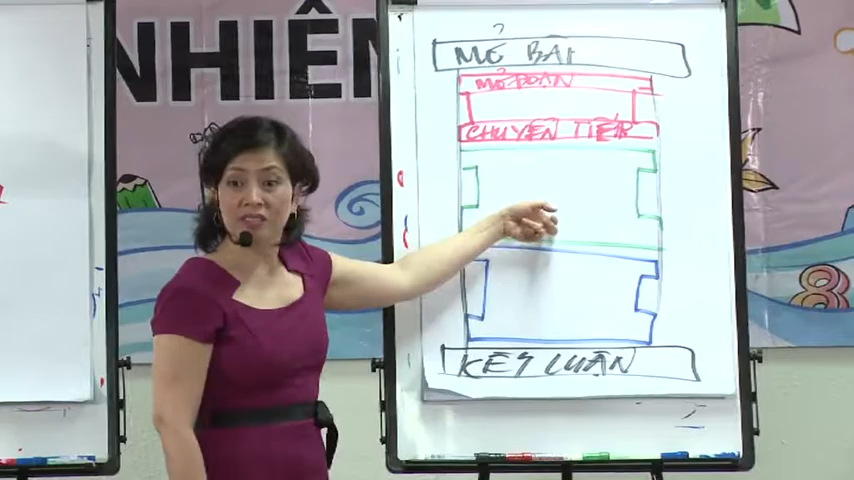 NHIÊN
MỞ BÀI
MỞ ĐOẠN
CHUYỂN TIẾP
KẾT LUẬN